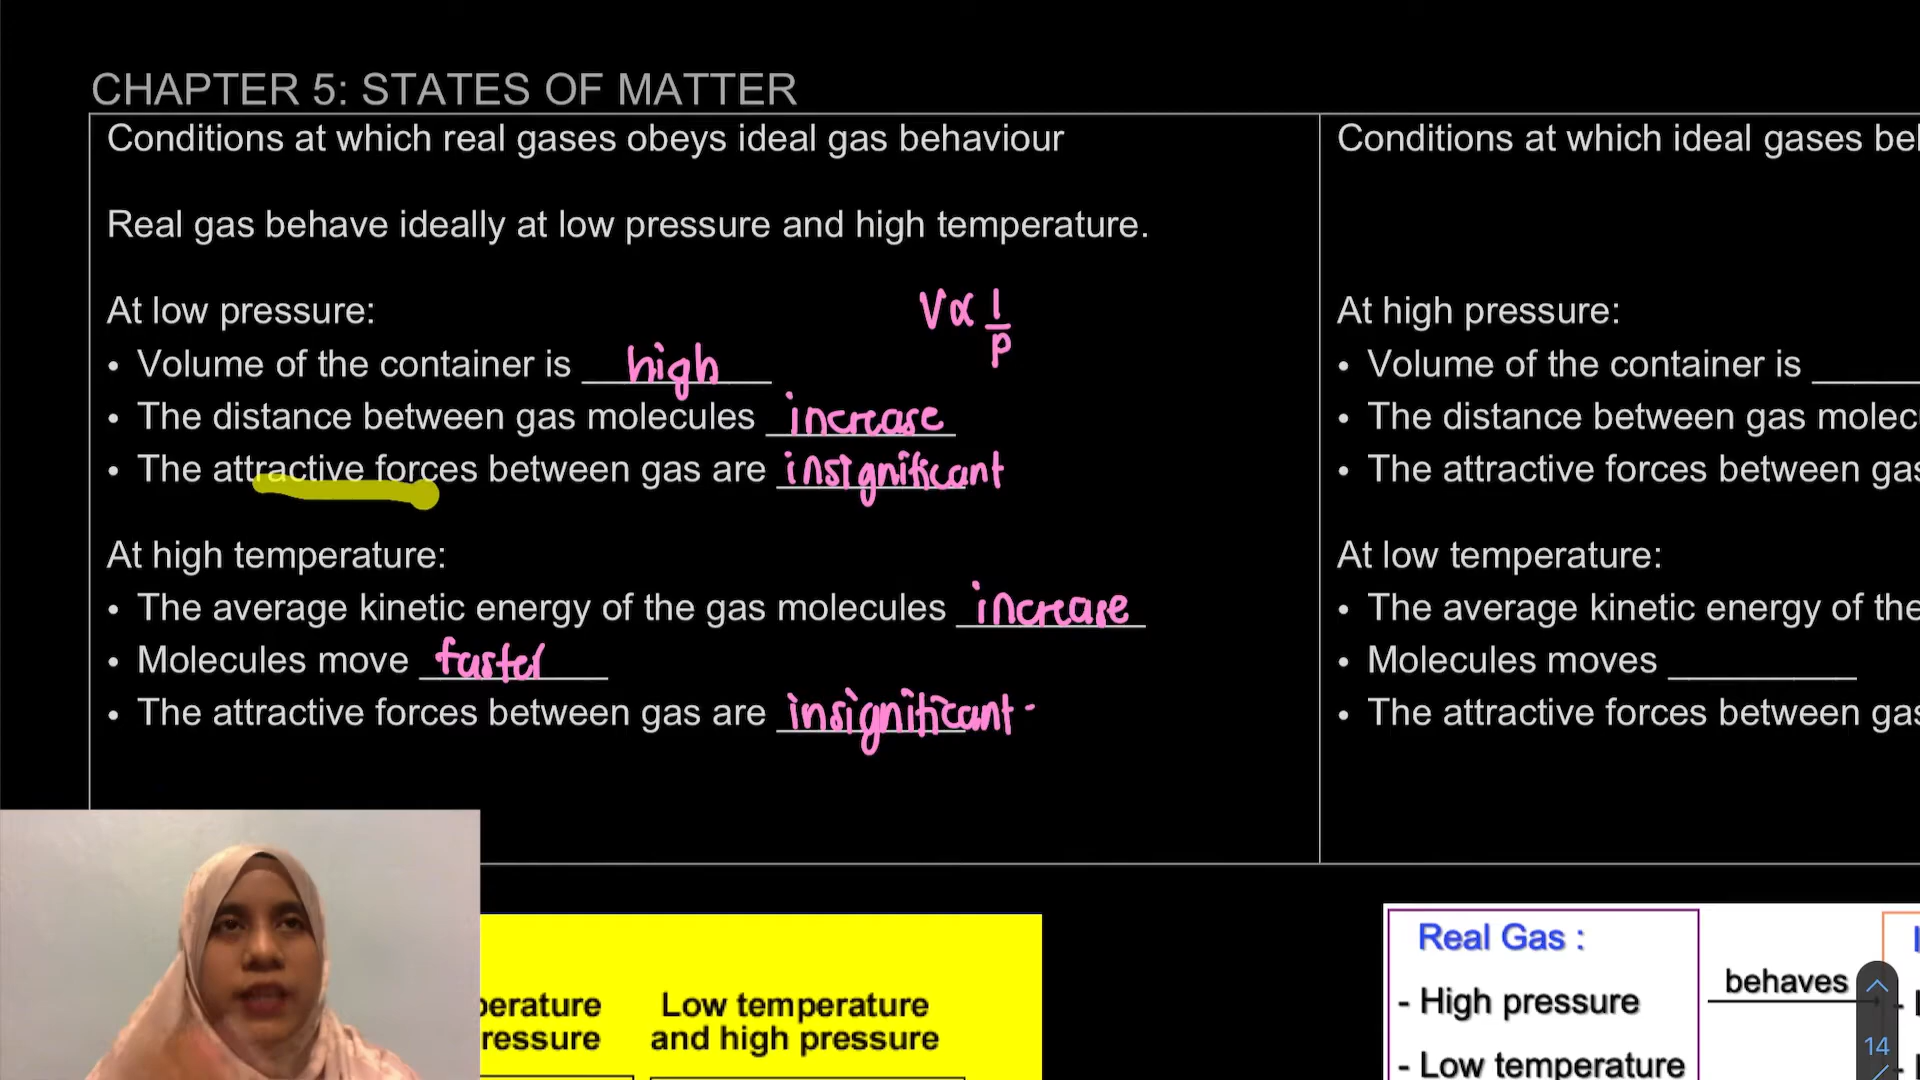 CHAPTER 5: STATES OF MATTER
Conditions at which real gases obeys ideal gas behaviour
Real gas behave ideally at low pressure and high temperature.
At low pressure:
V∝ 1/P
• Volume of the container is high
• The distance between gas molecules increase
• The attractive forces between gas are insignificant
At high temperature:
• The average kinetic energy of the gas molecules increase
• Molecules move faster
• The attractive forces between gas are insignificant.
Conditions at which ideal gases
At high pressure:
• Volume of the container is
• The distance between gas
• The attractive forces between
At low temperature:
• The average kinetic energy of the
• Molecules moves
• The attractive forces between
Low temperature
and high pressure
Real Gas :
- High pressure
- Low temperature
behaves
14